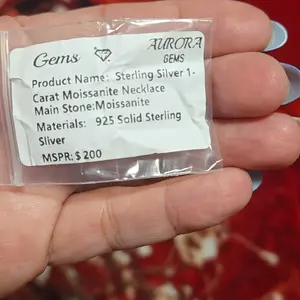 Gems AURORA
GEMS
Product Name: Sterling Silver 1-
Carat Moissanite Necklace
Main Stone:Moissanite
Materials: 925 Solid Sterling
Sliver
MSPR: $ 200